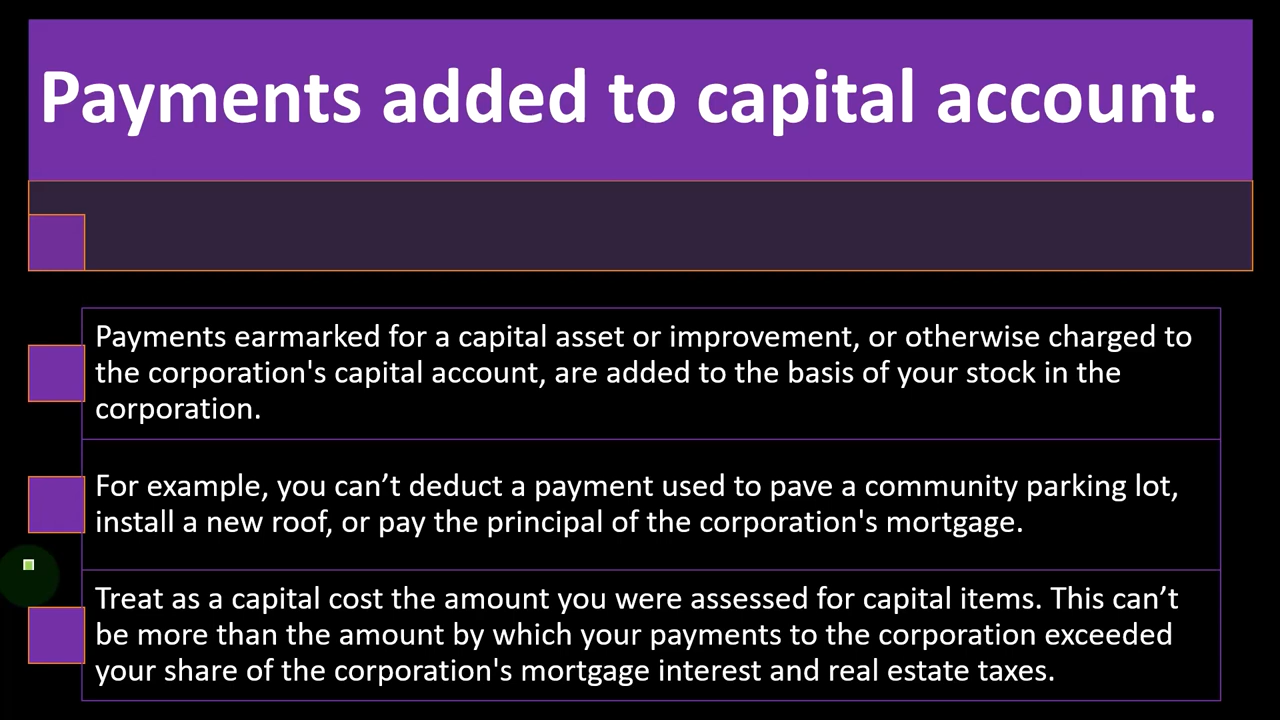 Payments added to capital account.
Payments earmarked for a capital asset or improvement, or otherwise charged to
the corporation's capital account, are added to the basis of your stock in the
corporation.
For example, you can’t deduct a payment used to pave a community parking lot,
install a new roof, or pay the principal of the corporation's mortgage.
Treat as a capital cost the amount you were assessed for capital items. This can’t
be more than the amount by which your payments to the corporation exceeded
your share of the corporation's mortgage interest and real estate taxes.